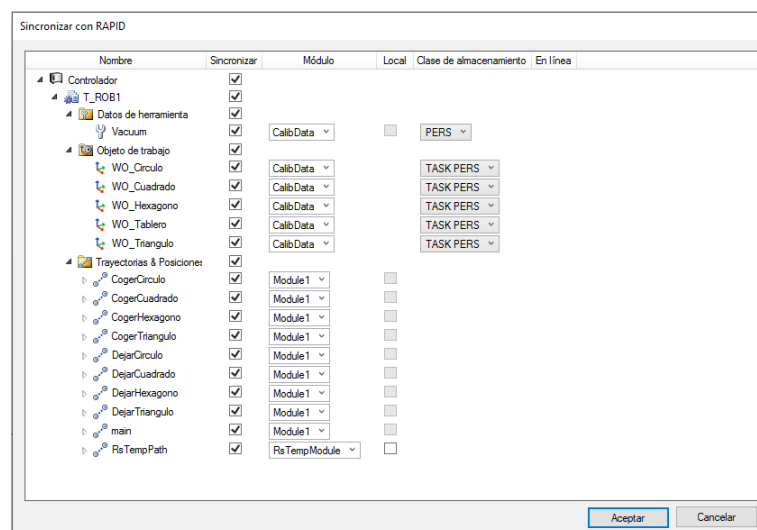 Sincronizar con RAPID
Nombre Sincronizar Módulo Local Clase de almacenamiento En línea
Controlador
T_ROB1
Datos de herramienta
Vacuum CalibData PERS
Objeto de trabajo
WO_Circulo CalibData TASK PERS
WO_Cuadrado CalibData TASK PERS
WO_Hexagono CalibData TASK PERS
WO_Tablero CalibData TASK PERS
WO_Triangulo CalibData TASK PERS
Trayectorias & Posiciones
CogerCirculo Module1
CogerCuadrado Module1
CogerHexagono Module1
CogerTriangulo Module1
DejarCirculo Module1
DejarCuadrado Module1
DejarHexagono Module1
DejarTriangulo Module1
main Module1
RsTempPath RsTempModule
Aceptar Cancelar